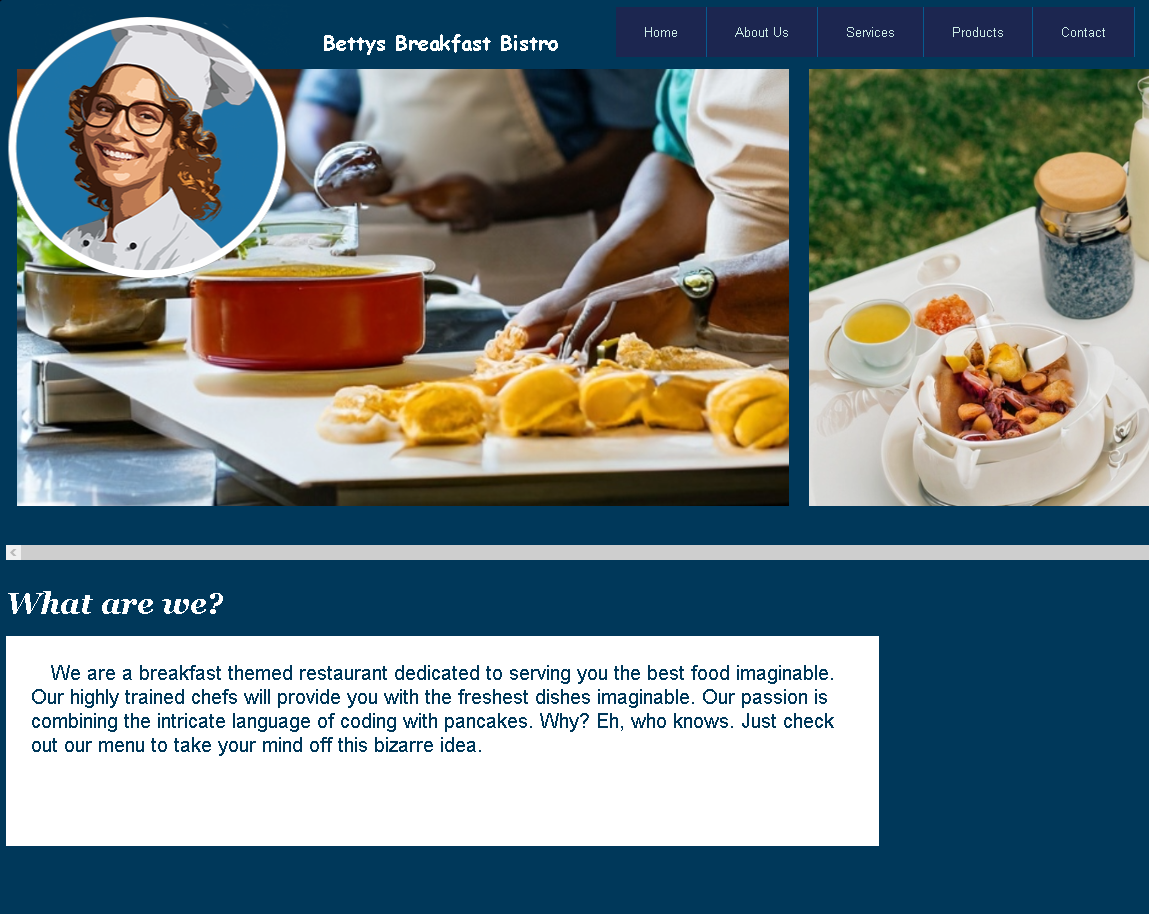 Bettys Breakfast Bistro
Home
About Us
Services
Products
Contact
What are we?
We are a breakfast themed restaurant dedicated to serving you the best food imaginable.
Our highly trained chefs will provide you with the freshest dishes imaginable. Our passion is
combining the intricate language of coding with pancakes. Why? Eh, who knows. Just check
out our menu to take your mind off this bizarre idea.